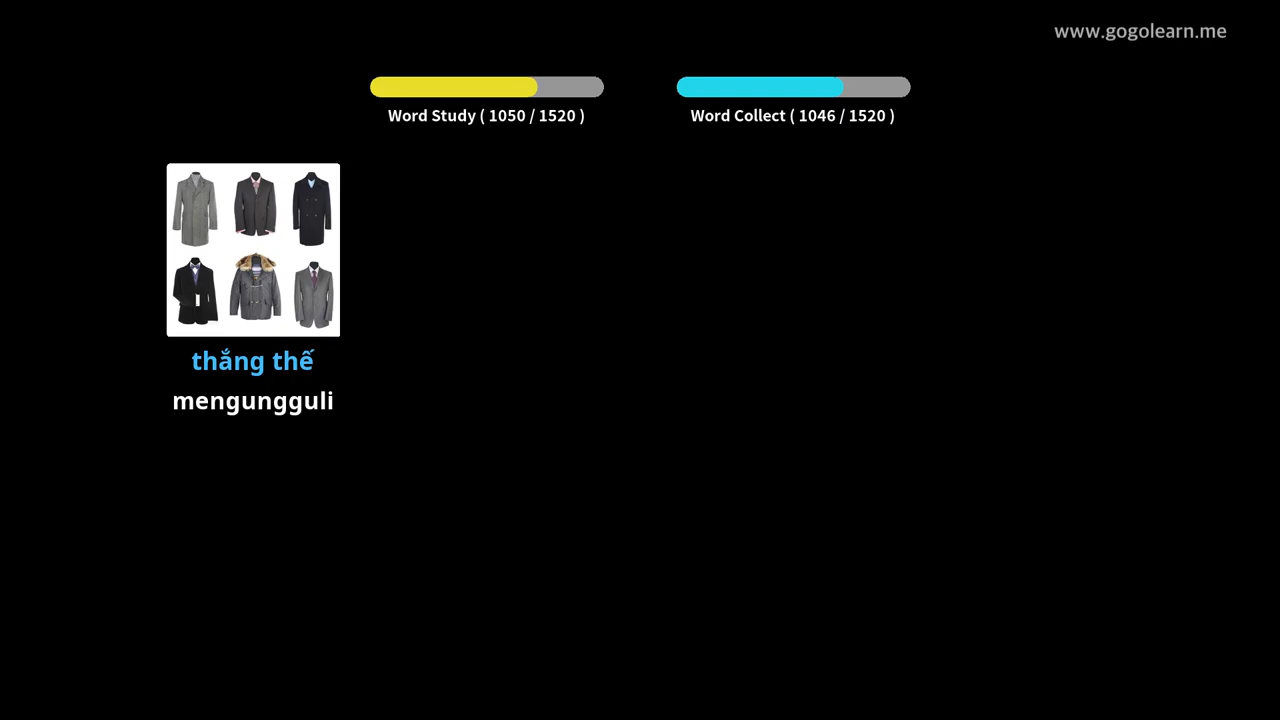 www.gogolearn.me
Word Study ( 1050 / 1520 )
Word Collect ( 1046 / 1520 )
thắng thế
mengungguli